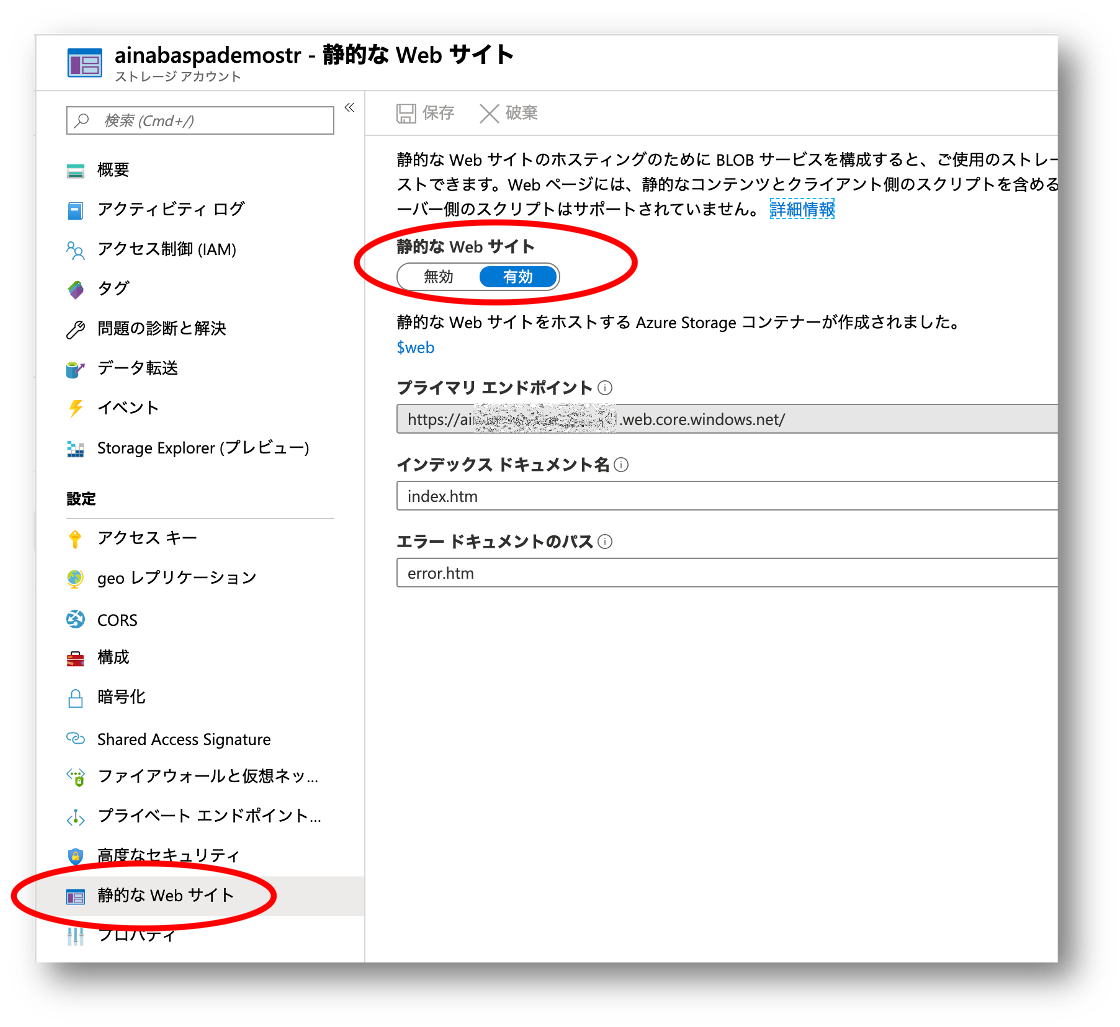 ainabaspademostr - 静的な Web サイト
ストレージ アカウント
検索 (Cmd+/)
«
概要
アクティビティ ログ
アクセス制御 (IAM)
タグ
問題の診断と解決
データ転送
イベント
Storage Explorer (プレビュー)
設定
アクセス キー
geo レプリケーション
CORS
構成
暗号化
Shared Access Signature
ファイアウォールと仮想ネッ...
プライベート エンドポイント...
高度なセキュリティ
静的な Web サイト
プロパティ
保存 破棄
静的な Web サイトのホスティングのために BLOB サービスを構成すると、ご使用のストレー
ストできます。Web ページには、静的なコンテンツとクライアント側のスクリプトを含める
ーバー側のスクリプトはサポートされていません。 詳細情報
静的な Web サイト
無効 有効
静的な Web サイトをホストする Azure Storage コンテナーが作成されました。
$web
プライマリ エンドポイント
https://ai .web.core.windows.net/
インデックス ドキュメント名
index.htm
エラー ドキュメントのパス
error.htm